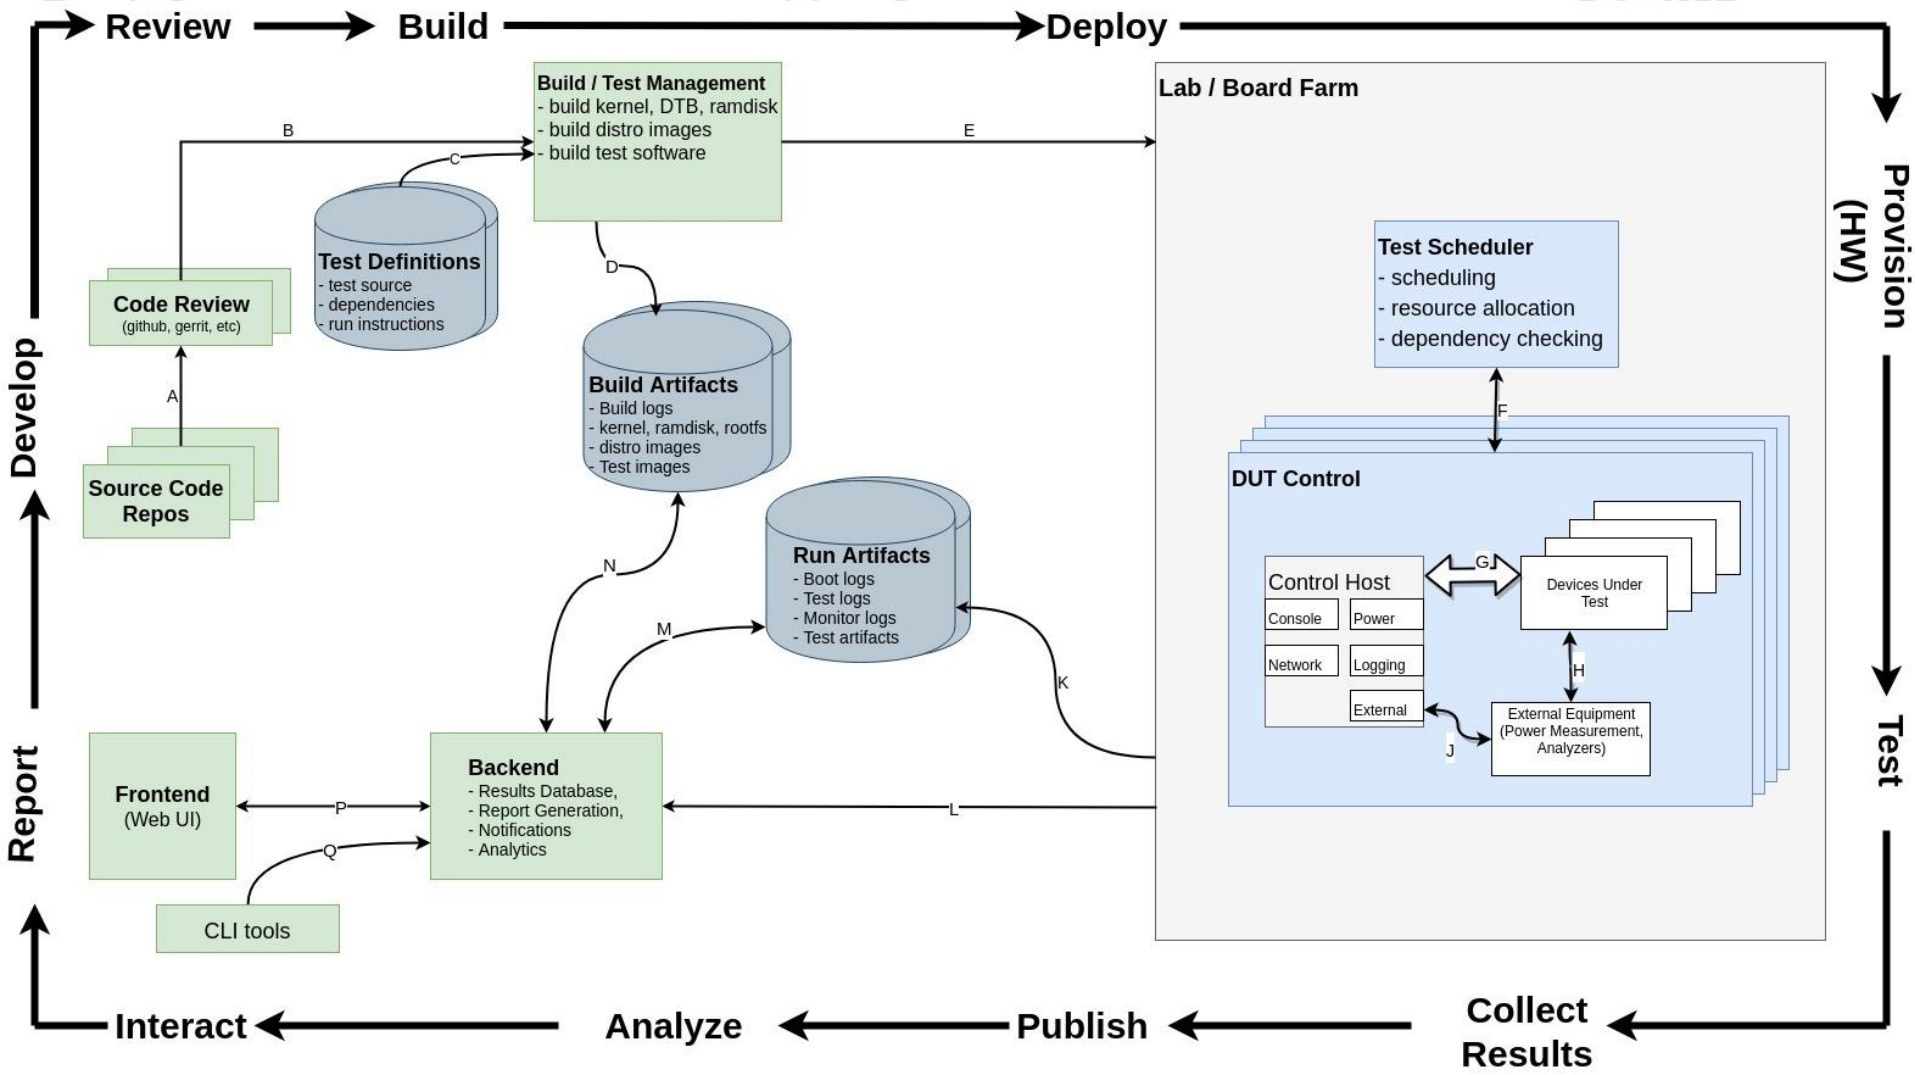 Review
Build
Deploy
Provision
(HW)
Test
Collect
Results
Publish
Analyze
Interact
Report
Develop
Build / Test Management
- build kernel, DTB, ramdisk
- build distro images
- build test software
B
C
E
D
A
Test Definitions
- test source
- dependencies
- run instructions
Code Review
(github, gerrit, etc)
Source Code
Repos
Build Artifacts
- Build logs
- kernel, ramdisk, rootfs
- distro images
- Test images
Run Artifacts
- Boot logs
- Test logs
- Monitor logs
- Test artifacts
N
M
K
L
P
Q
Frontend
(Web UI)
Backend
- Results Database,
- Report Generation,
- Notifications
- Analytics
CLI tools
Lab / Board Farm
Test Scheduler
- scheduling
- resource allocation
- dependency checking
F
DUT Control
Control Host
Console
Power
Network
Logging
External
G
Devices Under
Test
H
J
External Equipment
(Power Measurement,
Analyzers)